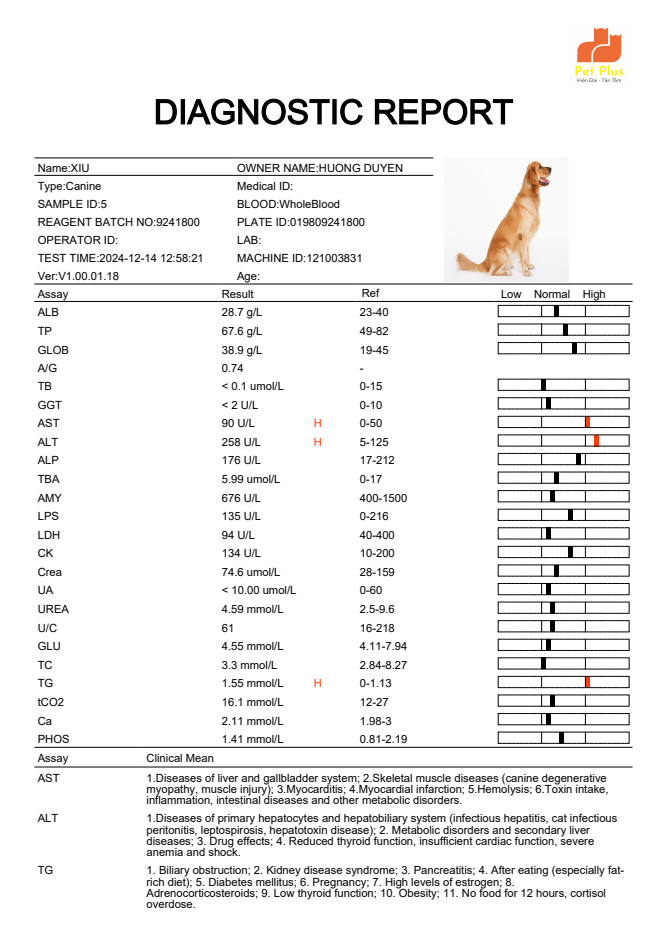 Pet Plus
Hiện Đại - Tận Tâm
DIAGNOSTIC REPORT
Name:XIU OWNER NAME:HUONG DUYEN
Type:Canine Medical ID:
SAMPLE ID:5 BLOOD:WholeBlood
REAGENT BATCH NO:9241800 PLATE ID:019809241800
OPERATOR ID: LAB:
TEST TIME:2024-12-14 12:58:21 MACHINE ID:121003831
Ver:V1.00.01.18 Age:
Assay Result Ref Low Normal High
ALB 28.7 g/L 23-40
TP 67.6 g/L 49-82
GLOB 38.9 g/L 19-45
A/G 0.74 -
TB < 0.1 umol/L 0-15
GGT < 2 U/L 0-10
AST 90 U/L H 0-50
ALT 258 U/L H 5-125
ALP 176 U/L 17-212
TBA 5.99 umol/L 0-17
AMY 676 U/L 400-1500
LPS 135 U/L 0-216
LDH 94 U/L 40-400
CK 134 U/L 10-200
Crea 74.6 umol/L 28-159
UA < 10.00 umol/L 0-60
UREA 4.59 mmol/L 2.5-9.6
U/C 61 16-218
GLU 4.55 mmol/L 4.11-7.94
TC 3.3 mmol/L 2.84-8.27
TG 1.55 mmol/L H 0-1.13
tCO2 16.1 mmol/L 12-27
Ca 2.11 mmol/L 1.98-3
PHOS 1.41 mmol/L 0.81-2.19
Assay Clinical Mean
AST 1.Diseases of liver and gallbladder system; 2.Skeletal muscle diseases (canine degenerative
myopathy, muscle injury); 3.Myocarditis; 4.Myocardial infarction; 5.Hemolysis; 6.Toxin intake,
inflammation, intestinal diseases and other metabolic disorders.
ALT 1.Diseases of primary hepatocytes and hepatobiliary system (infectious hepatitis, cat infectious
peritonitis, leptospirosis, hepatotoxin disease); 2. Metabolic disorders and secondary liver
diseases; 3. Drug effects; 4. Reduced thyroid function, insufficient cardiac function, severe
anemia and shock.
TG 1. Biliary obstruction; 2. Kidney disease syndrome; 3. Pancreatitis; 4. After eating (especially fat-
rich diet); 5. Diabetes mellitus; 6. Pregnancy; 7. High levels of estrogen; 8.
Adrenocorticosteroids; 9. Low thyroid function; 10. Obesity; 11. No food for 12 hours, cortisol
overdose.